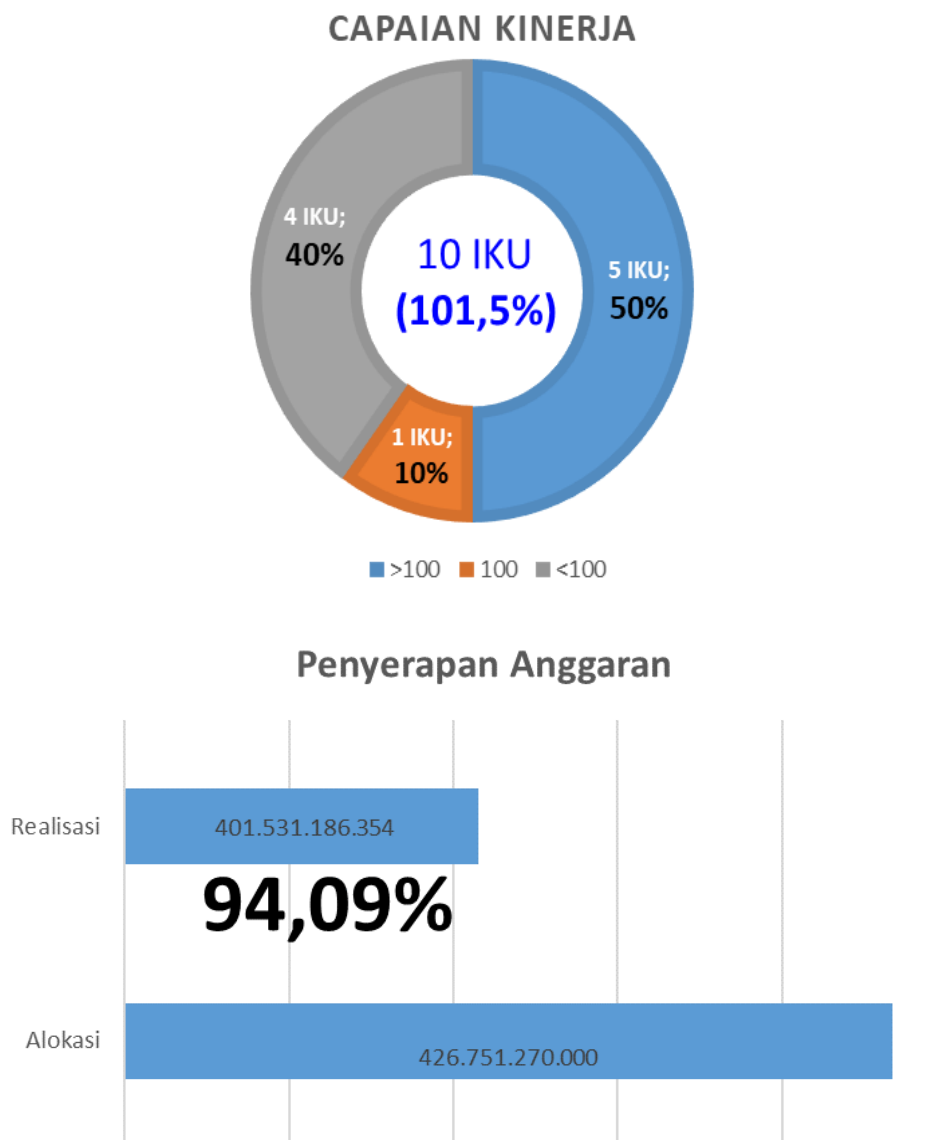 CAPAIAN KINERJA
4 IKU;
40%
10 IKU
(101,5%)
5 IKU;
50%
1 IKU;
10%
>100 100 <100
Penyerapan Anggaran
Realisasi
401.531.186.354
94,09%
Alokasi
426.751.270.000